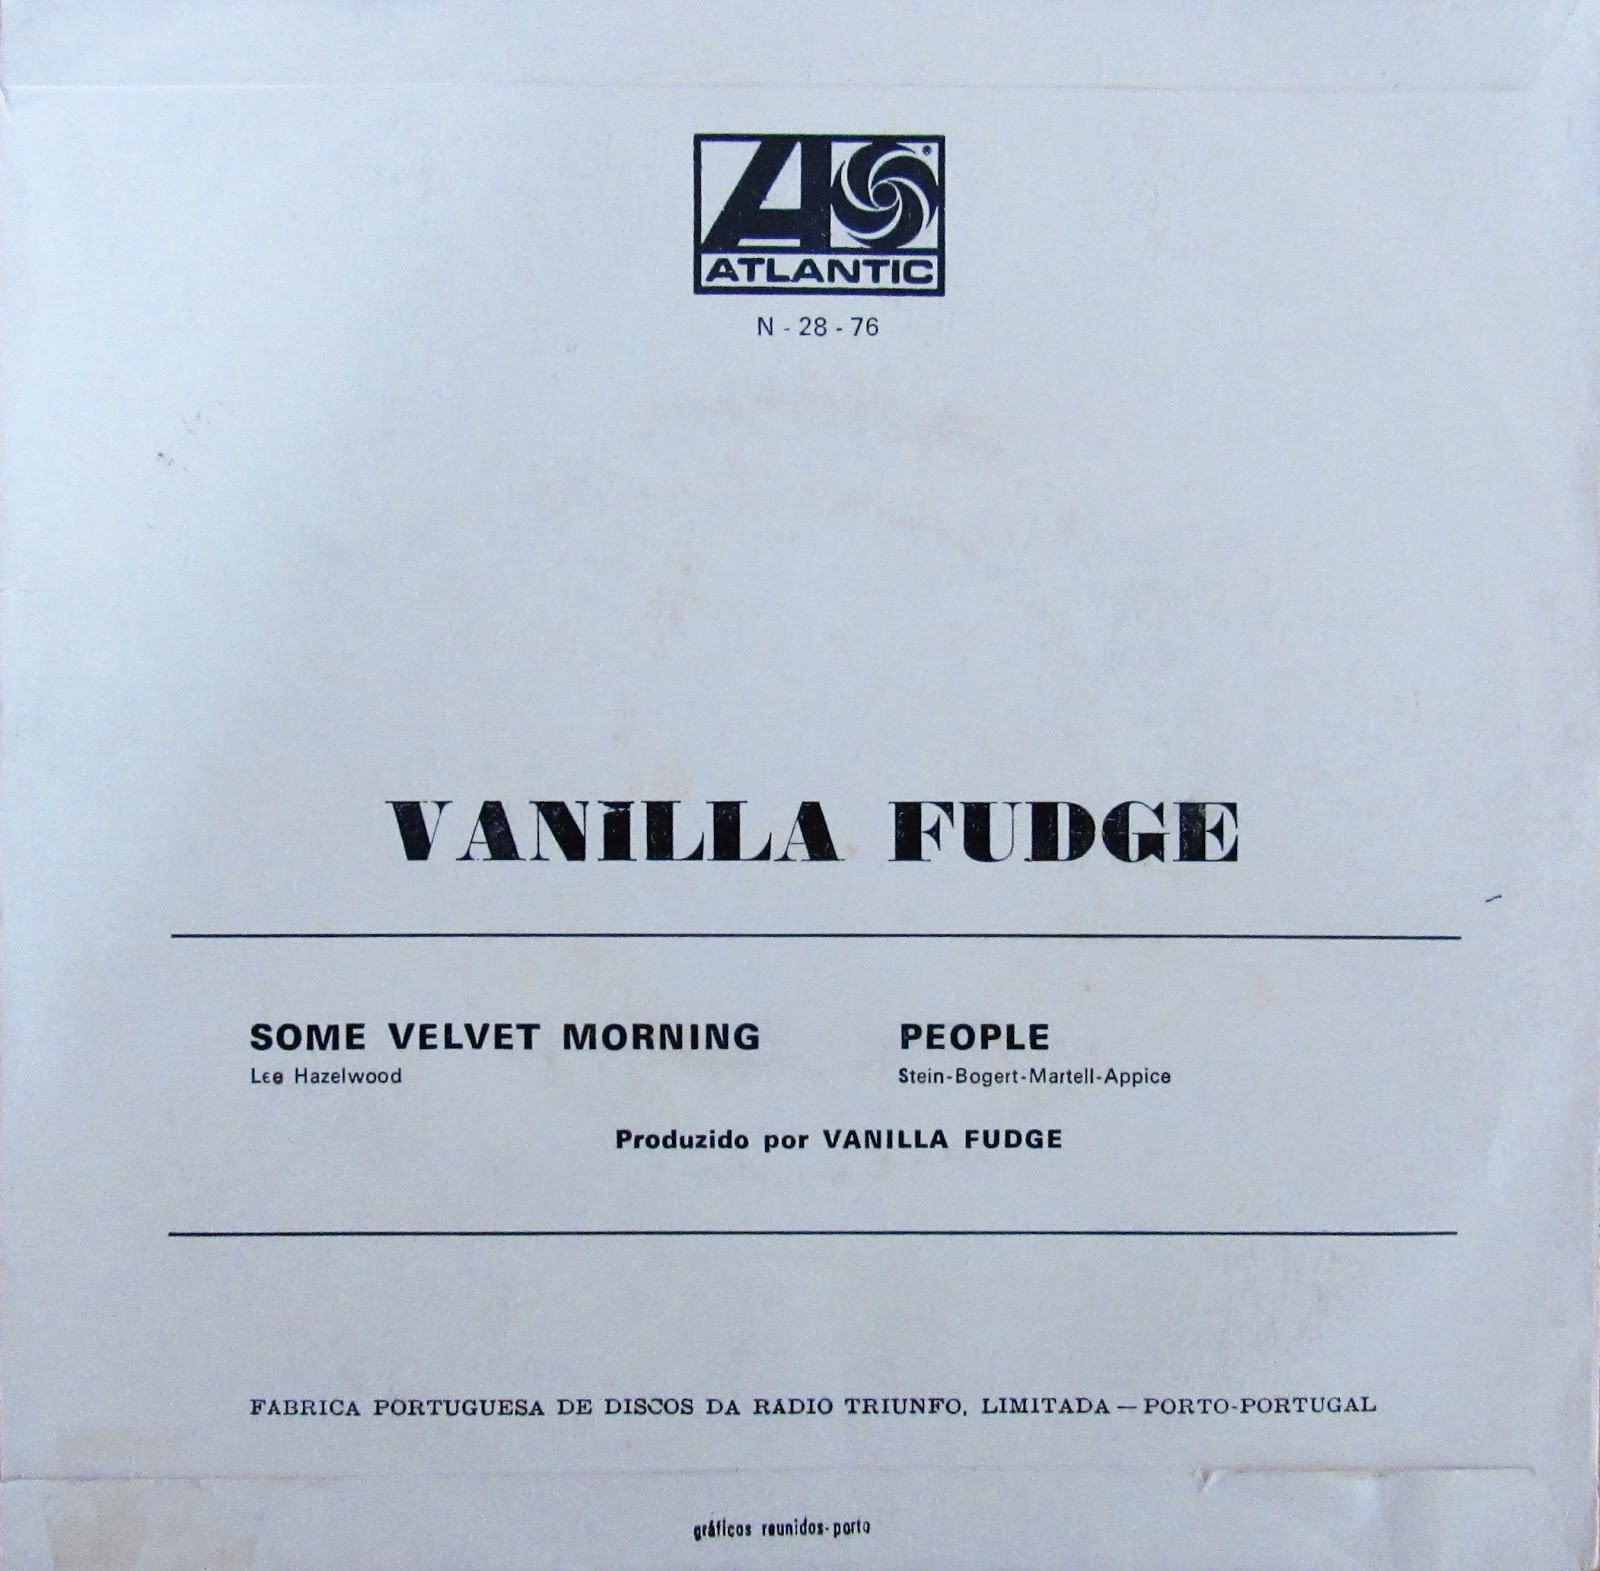 ATLANTIC
N - 28 - 76
VANILLA FUDGE
SOME VELVET MORNING
Lee Hazelwood
PEOPLE
Stein-Bogert-Martell-Appice
Produzido por VANILLA FUDGE
FABRICA PORTUGUESA DE DISCOS DA RADIO TRIUNFO, LIMITADA — PORTO-PORTUGAL
gráficos reunidos-porto